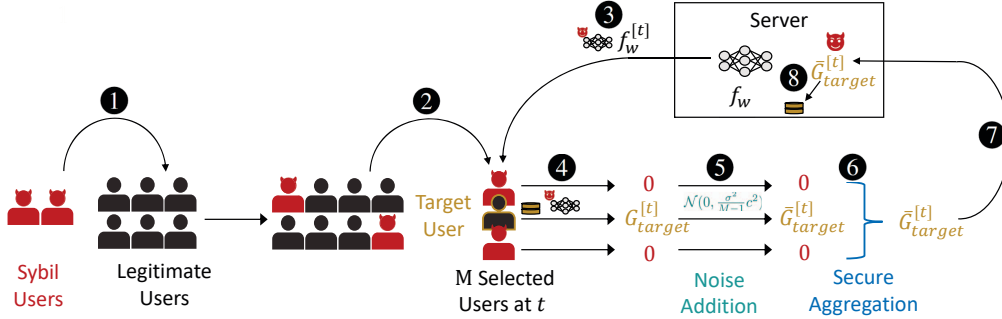 3
Server
f_w^{[t]}
8
Ḡ_{target}^{[t]}
f_w
1
2
7
Target
User
4
5
6
0
𝒩(0, \frac{σ²}{M−1}c²)
0
G_{target}^{[t]}
Ḡ_{target}^{[t]}
Ḡ_{target}^{[t]}
0
0
Sybil
Users
Legitimate
Users
M Selected
Users at t
Noise
Addition
Secure
Aggregation